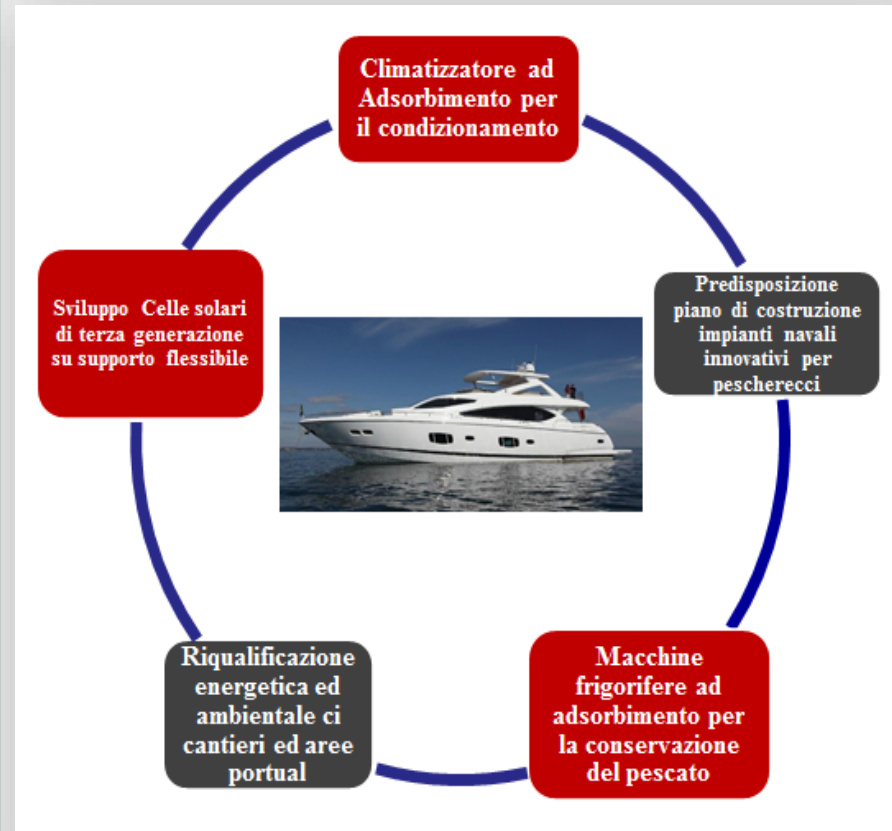 Climatizzatore ad
Adsorbimento per
il condizionamento
Predisposizione
piano di costruzione
impianti navali
innovativi per
pescherecci
Macchine
frigorifere ad
adsorbimento per
la conservazione
del pescato
Riqualificazione
energetica ed
ambientale ci
cantieri ed aree
portual
Sviluppo Celle solari
di terza generazione
su supporto flessibile